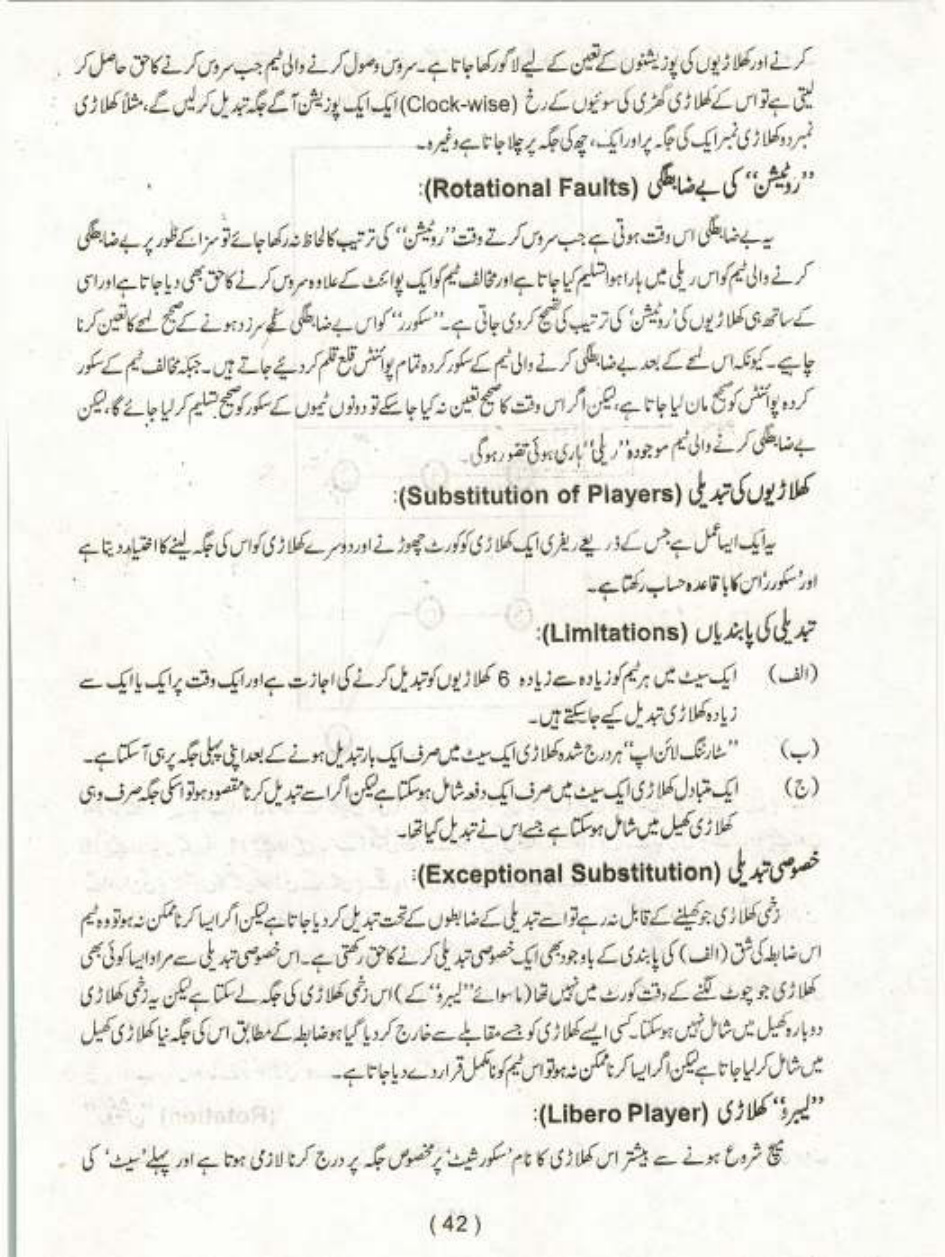 کرنے اور کھلاڑیوں کی پوزیشنوں کے تعین کے لیے لاگو رکھا جاتا ہے۔ سروس وصول کرنے والی ٹیم جب سروس کرنے کا حق حاصل کر
لیتی ہے تو اس کے کھلاڑی گھڑی کی سوئیوں کے رخ (Clock-wise) ایک ایک پوزیشن آگے جگہ تبدیل کر لیں گے، مثلاً کھلاڑی
نمبر دو کھلاڑی نمبر ایک کی جگہ پر اور ایک، چھ کی جگہ پر چلا جاتا ہے وغیرہ۔
”روٹیشن“ کی بے ضابطگی (Rotational Faults):
یہ بے ضابطگی اس وقت ہوتی ہے جب سروس کرتے وقت ”روٹیشن“ کی ترتیب کا لحاظ نہ رکھا جائے تو سزا کے طور پر بے ضابطگی
کرنے والی ٹیم کو اس ریلی میں ہارا ہوا تسلیم کیا جاتا ہے اور مخالف ٹیم کو ایک پوائنٹ کے علاوہ سروس کرنے کا حق بھی دیا جاتا ہے اور اسی
کے ساتھ ہی کھلاڑیوں کی ’روٹیشن‘ کی ترتیب کی تصحیح کر دی جاتی ہے۔ ”سکورر“ کو اس بے ضابطگی کے سرزد ہونے کے صحیح لمحے کا تعین کرنا
چاہیے۔ کیونکہ اس لمحے کے بعد بے ضابطگی کرنے والی ٹیم کے سکور کردہ تمام پوائنٹس قلع قلم کر دیئے جاتے ہیں۔ جبکہ مخالف ٹیم کے سکور
کردہ پوائنٹس کو صحیح مان لیا جاتا ہے، لیکن اگر اس وقت کا صحیح تعین نہ کیا جا سکے تو دونوں ٹیموں کے سکور کو صحیح تسلیم کر لیا جائے گا، لیکن
بے ضابطگی کرنے والی ٹیم موجودہ ”ریلی“ ہاری ہوئی تصور ہوگی۔
کھلاڑیوں کی تبدیلی (Substitution of Players):
یہ ایک ایسا عمل ہے جس کے ذریعے ریفری ایک کھلاڑی کو کورٹ چھوڑنے اور دوسرے کھلاڑی کو اس کی جگہ لینے کا اختیار دیتا ہے
اور ’سکورر‘ اس کا باقاعدہ حساب رکھتا ہے۔
تبدیلی کی پابندیاں (Limitations):
(الف) ایک سیٹ میں ہر ٹیم کو زیادہ سے زیادہ 6 کھلاڑیوں کو تبدیل کرنے کی اجازت ہے اور ایک وقت پر ایک یا ایک سے
زیادہ کھلاڑی تبدیل کیے جا سکتے ہیں۔
(ب) ”سٹارٹنگ لائن اپ“ ہر درج شدہ کھلاڑی ایک سیٹ میں صرف ایک بار تبدیل ہونے کے بعد اپنی پہلی جگہ پر ہی آ سکتا ہے۔
(ج) ایک متبادل کھلاڑی ایک سیٹ میں صرف ایک دفعہ شامل ہو سکتا ہے لیکن اگر اسے تبدیل کرنا مقصود ہو تو اسکی جگہ صرف وہی
کھلاڑی کھیل میں شامل ہو سکتا ہے جسے اس نے تبدیل کیا تھا۔
خصوصی تبدیلی (Exceptional Substitution):
زخمی کھلاڑی جو کھیلنے کے قابل نہ رہے تو اسے تبدیلی کے ضابطوں کے تحت تبدیل کر دیا جاتا ہے لیکن اگر ایسا کرنا ممکن نہ ہو تو وہ ٹیم
اس ضابطہ کی شق (الف) کی پابندی کے باوجود بھی ایک خصوصی تبدیلی کرنے کا حق رکھتی ہے۔ اس خصوصی تبدیلی سے مراد ایسا کوئی بھی
کھلاڑی جو چوٹ لگنے کے وقت کورٹ میں نہیں تھا (ماسوائے ”لیبرو“ کے) اس زخمی کھلاڑی کی جگہ لے سکتا ہے لیکن یہ زخمی کھلاڑی
دوبارہ کھیل میں شامل نہیں ہو سکتا۔ کسی ایسے کھلاڑی کو جسے مقابلے سے خارج کر دیا گیا ہو ضابطہ کے مطابق اس کی جگہ نیا کھلاڑی کھیل
میں شامل کر لیا جاتا ہے لیکن اگر ایسا کرنا ممکن نہ ہو تو اس ٹیم کو نامکمل قرار دے دیا جاتا ہے۔
”لیبرو“ کھلاڑی (Libero Player):
میچ شروع ہونے سے پیشتر اس کھلاڑی کا نام ’سکور شیٹ‘ پر مخصوص جگہ پر درج کرنا لازمی ہوتا ہے اور پہلے ’سیٹ‘ کی
(42)